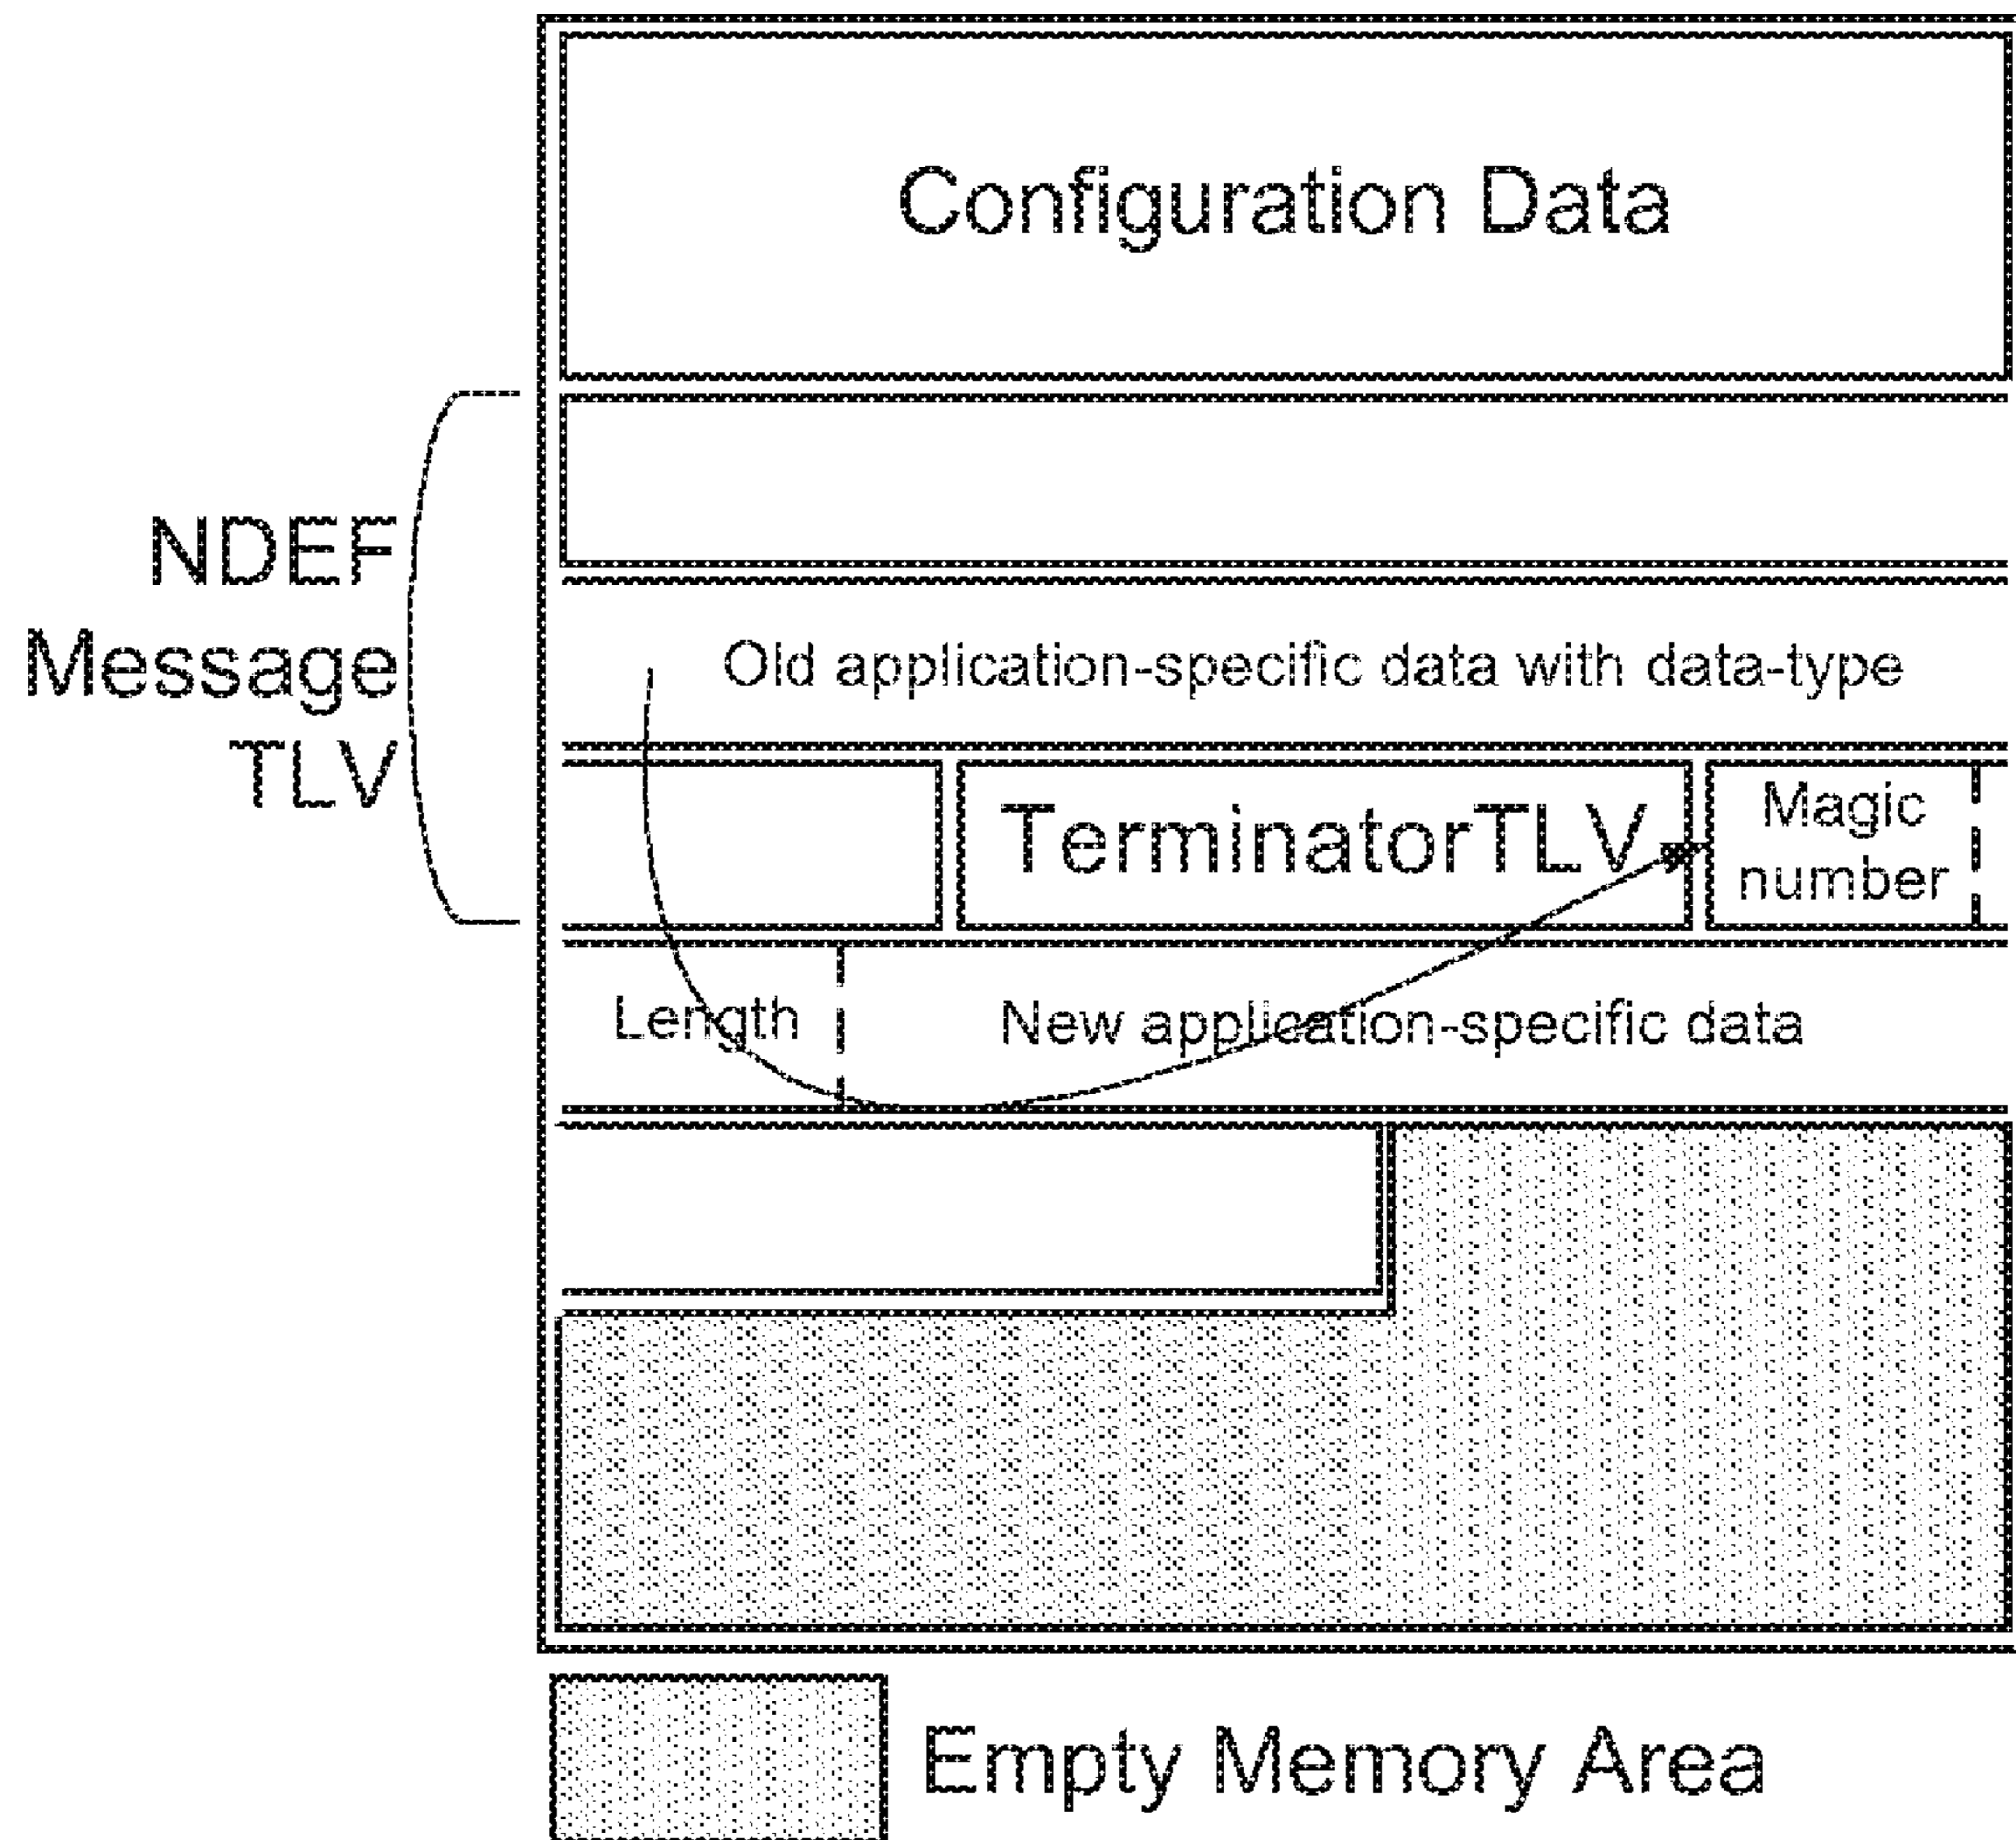 Configuration Data
NDEF
Message
TLV
Old application-specific data with data-type
TerminatorTLV
Magic
number
Length
New application-specific data
Empty Memory Area